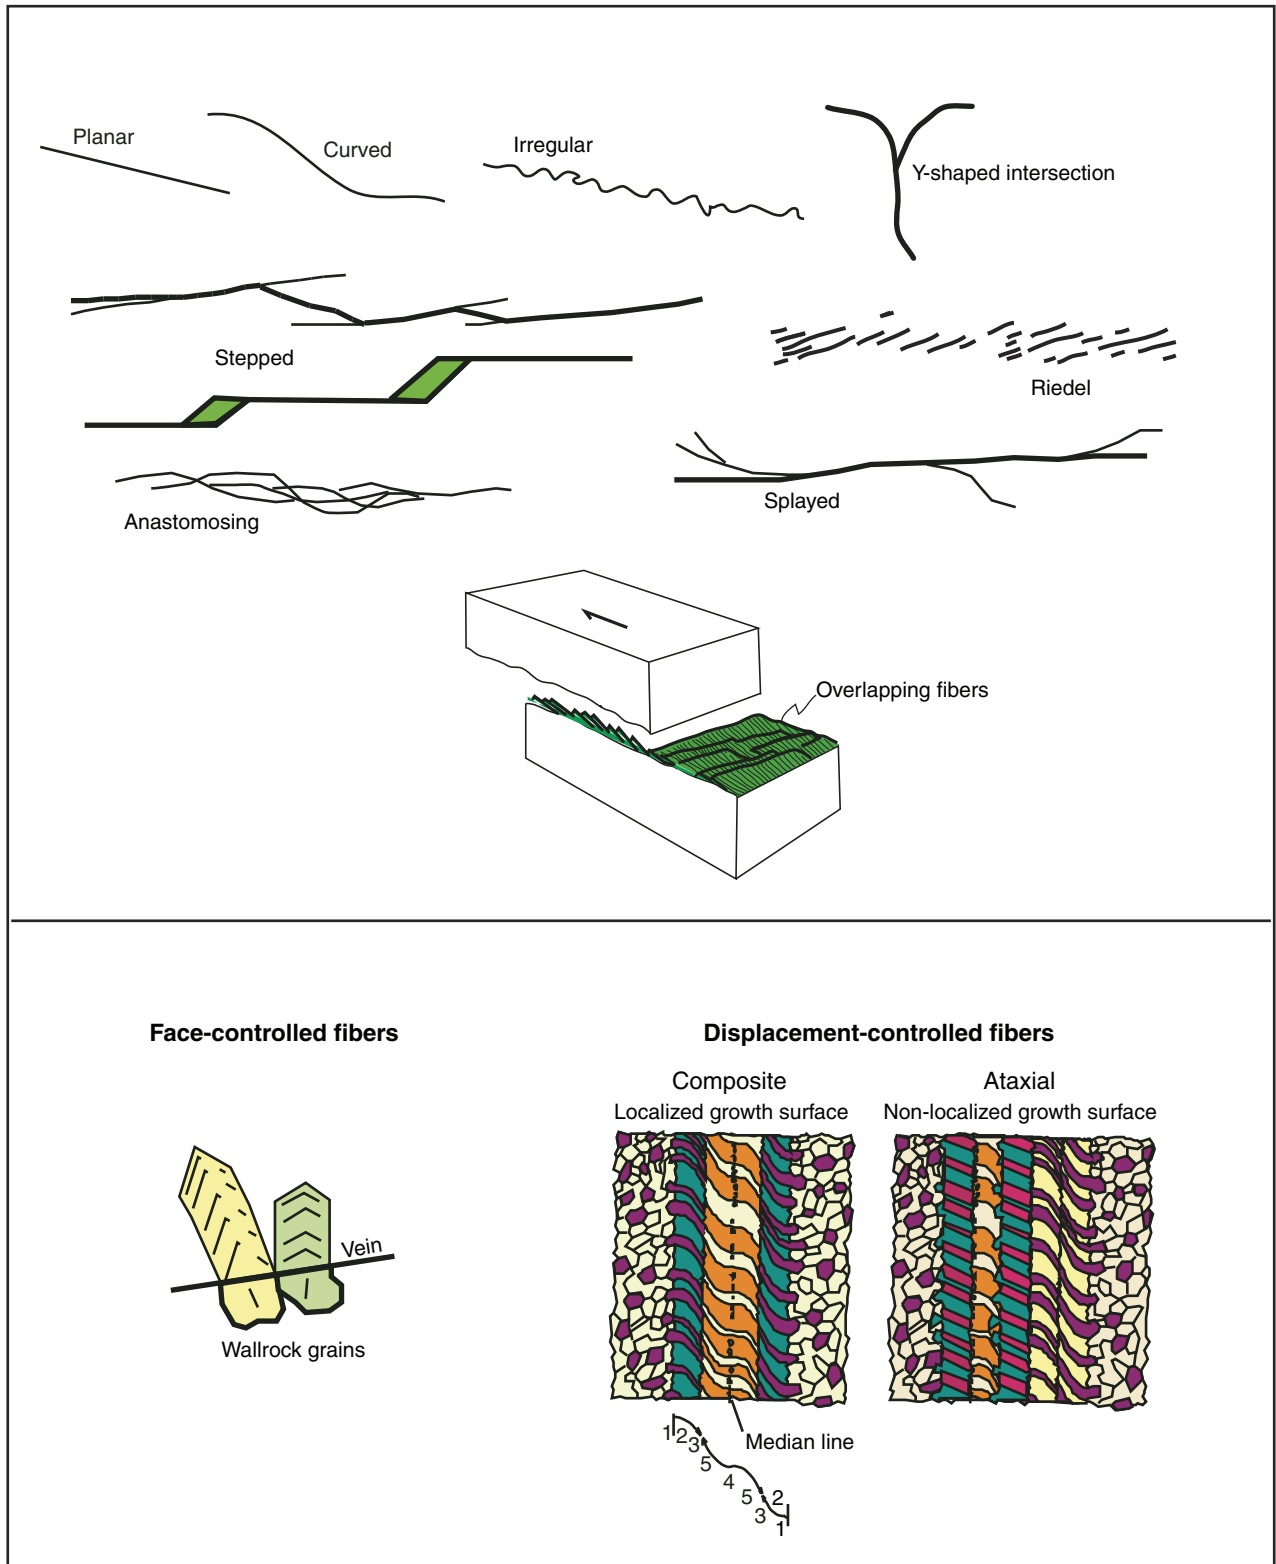 Planar
Curved
Irregular
Y-shaped intersection
Stepped
Riedel
Anastomosing
Splayed
Overlapping fibers
Face-controlled fibers
Displacement-controlled fibers
Composite
Localized growth surface
Ataxial
Non-localized growth surface
Vein
Wallrock grains
Median line
1
2
3
5
4
5
2
3
1